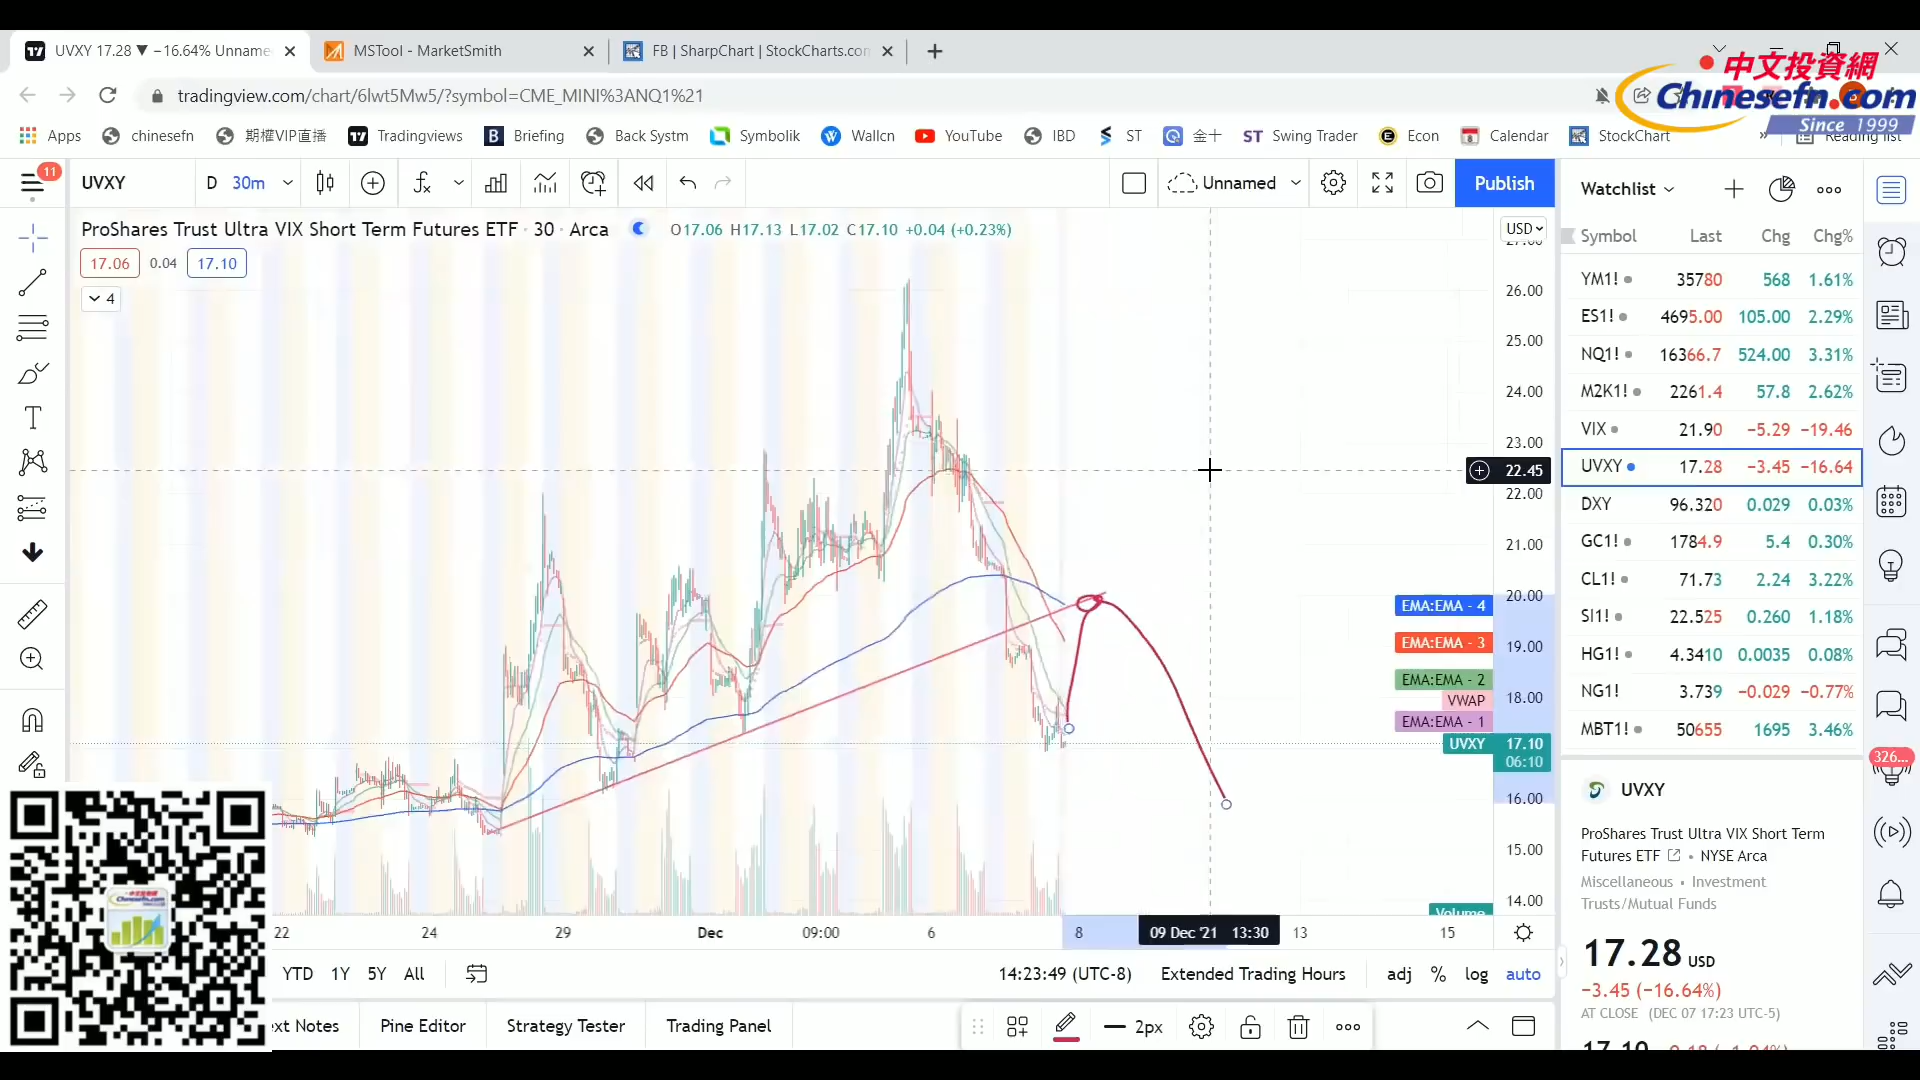 UVXY 17.28 ▼ −16.64% Unname
MSTool - MarketSmith
FB | SharpChart | StockCharts.com
tradingview.com/chart/6lwt5Mw5/?symbol=CME_MINI%3ANQ1%21
中文投資網
Chinesefn.com
Since 1999
Apps
chinesefn
期權VIP直播
Tradingviews
Briefing
Back Systm
Symbolik
Wallcn
YouTube
IBD
ST
金十
ST Swing Trader
Econ
Calendar
StockChart
Reading list
11
UVXY
D
30m
Unnamed
Publish
Watchlist
ProShares Trust Ultra VIX Short Term Futures ETF · 30 · Arca
O17.06 H17.13 L17.02 C17.10 +0.04 (+0.23%)
17.06 0.04 17.10
4
USD
27.00
26.00
25.00
24.00
23.00
22.45
22.00
21.00
20.00
19.00
18.00
17.10
06:10
16.00
15.00
14.00
EMA:EMA - 4
EMA:EMA - 3
EMA:EMA - 2
VWAP
EMA:EMA - 1
UVXY
Volume
Symbol Last Chg Chg%
YM1! 35780 568 1.61%
ES1! 4695.00 105.00 2.29%
NQ1! 16366.7 524.00 3.31%
M2K1! 2261.4 57.8 2.62%
VIX 21.90 −5.29 −19.46
UVXY 17.28 −3.45 −16.64
DXY 96.320 0.029 0.03%
GC1! 1784.9 5.4 0.30%
CL1! 71.73 2.24 3.22%
SI1! 22.525 0.260 1.18%
HG1! 4.3410 0.0035 0.08%
NG1! 3.739 −0.029 −0.77%
MBT1! 50655 1695 3.46%
326...
UVXY
ProShares Trust Ultra VIX Short Term
Futures ETF • NYSE Arca
Miscellaneous • Investment
Trusts/Mutual Funds
17.28 USD
−3.45 (−16.64%)
AT CLOSE (DEC 07 17:23 UTC-5)
22 24 29 Dec 09:00 6 8 09 Dec '21 13:30 13 15
YTD 1Y 5Y All
14:23:49 (UTC-8) Extended Trading Hours adj % log auto
ext Notes
Pine Editor
Strategy Tester
Trading Panel
2px
中文投資網
Chinesefn.com